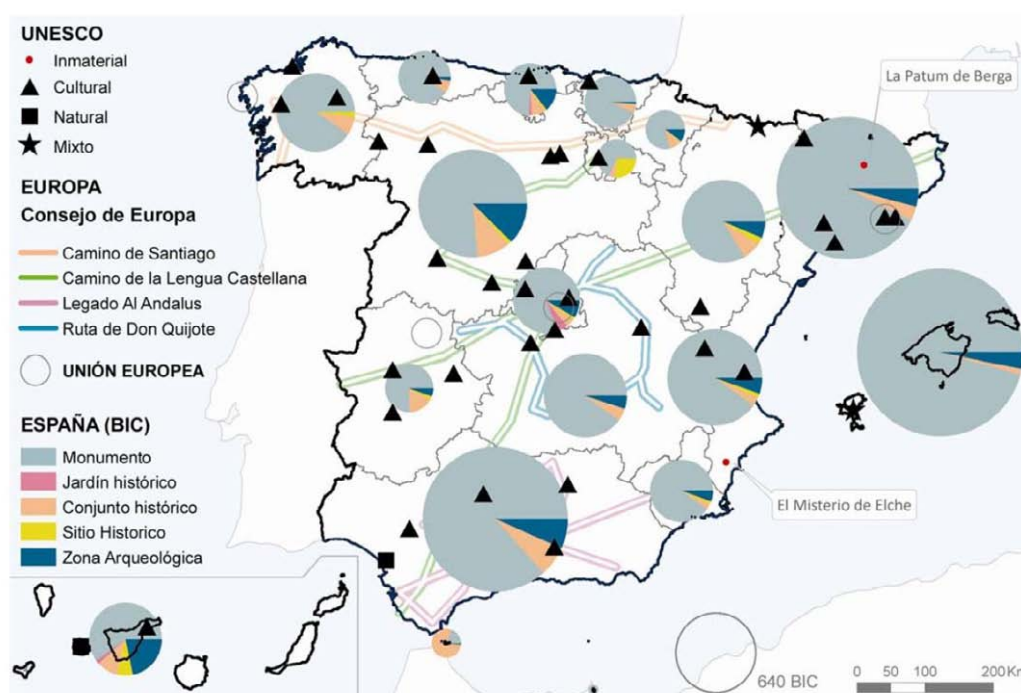 UNESCO
Inmaterial
Cultural
Natural
Mixto
EUROPA
Consejo de Europa
Camino de Santiago
Camino de la Lengua Castellana
Legado Al Andalus
Ruta de Don Quijote
UNIÓN EUROPEA
ESPAÑA (BIC)
Monumento
Jardín histórico
Conjunto histórico
Sitio Historico
Zona Arqueológica
La Patum de Berga
El Misterio de Elche
640 BIC
0 50 100 200Km